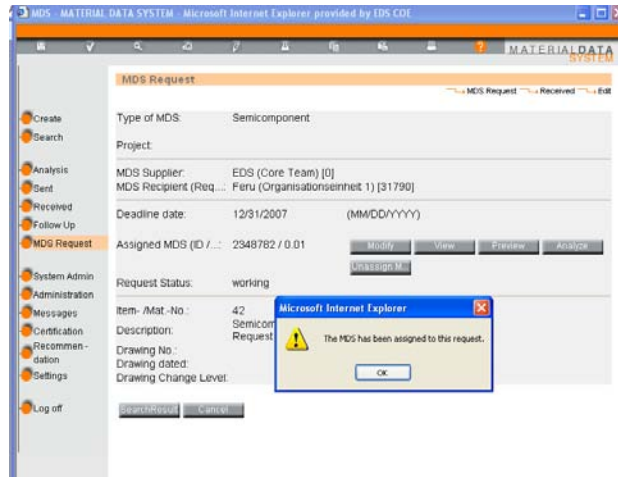 MDS - MATERIAL DATA SYSTEM - Microsoft Internet Explorer provided by EDS COE
?
MATERIALDATA
SYSTEM
MDS Request
MDS Request Received Edit
Create
Search
Analysis
Sent
Received
Follow Up
MDS Request
System Admin
Administration
Messages
Certification
Recommen-
dation
Settings
Log off
Type of MDS: Semicomponent
Project:
MDS Supplier: EDS (Core Team) [0]
MDS Recipient (Req...: Feru (Organisationseinheit 1) [31790]
Deadline date: 12/31/2007 (MM/DD/YYYY)
Assigned MDS (ID /...: 2348782 / 0.01 Modify View Preview Analyze
Unassign M...
Request Status: working
Item- /Mat.-No.: 42
Description: Semicom
Request
Drawing No.:
Drawing dated:
Drawing Change Level:
SearchResult Cancel
Microsoft Internet Explorer
The MDS has been assigned to this request.
OK